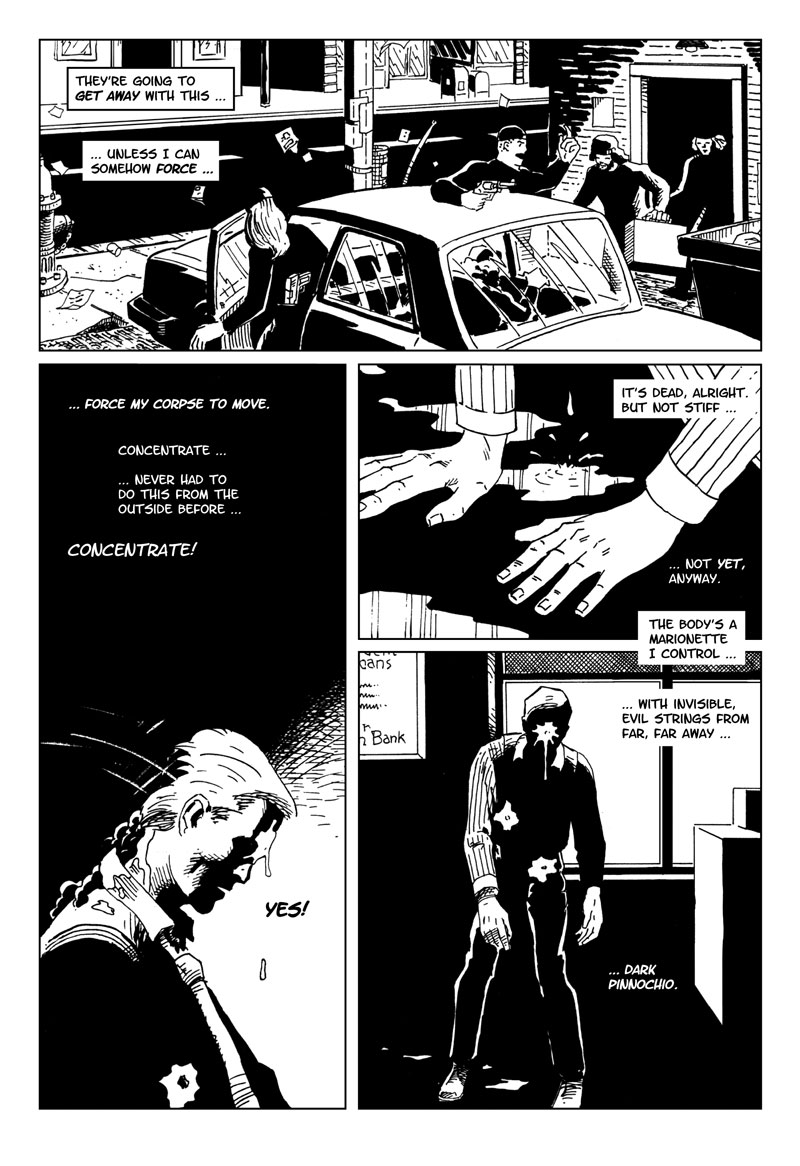 THEY'RE GOING TO
GET AWAY WITH THIS ...
... UNLESS I CAN
SOMEHOW FORCE ...
... FORCE MY CORPSE TO MOVE.
CONCENTRATE ...
... NEVER HAD TO
DO THIS FROM THE
OUTSIDE BEFORE ...
CONCENTRATE!
YES!
IT'S DEAD, ALRIGHT.
BUT NOT STIFF ...
... NOT YET,
ANYWAY.
THE BODY'S A
MARIONETTE
I CONTROL ...
... WITH INVISIBLE,
EVIL STRINGS FROM
FAR, FAR AWAY ...
... DARK
PINNOCHIO.
Bank